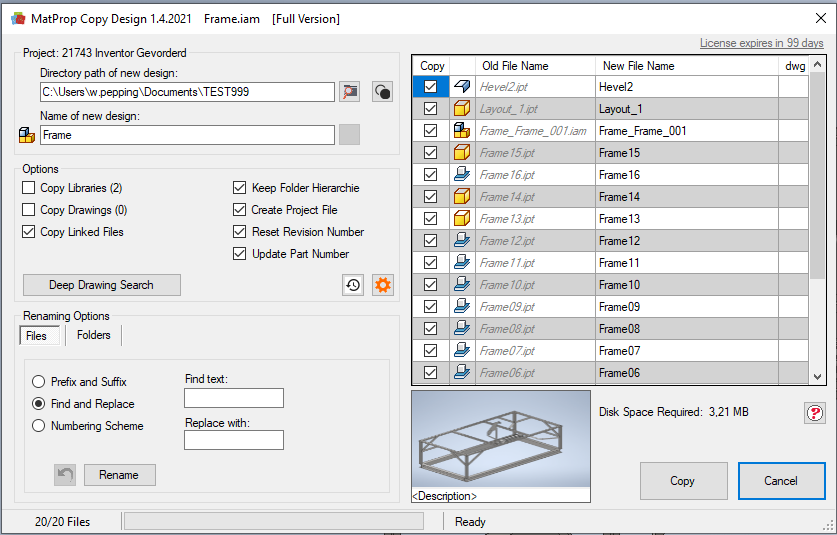 MatProp Copy Design 1.4.2021 Frame.iam [Full Version]
License expires in 99 days
Project: 21743 Inventor Gevorderd
Directory path of new design:
C:\Users\w.pepping\Documents\TEST999
Name of new design:
Frame
Options
Copy Libraries (2)
Keep Folder Hierarchie
Copy Drawings (0)
Create Project File
Copy Linked Files
Reset Revision Number
Update Part Number
Deep Drawing Search
Renaming Options
Files Folders
Prefix and Suffix
Find text:
Find and Replace
Numbering Scheme
Replace with:
Rename
Copy Old File Name New File Name dwg
Hevel2.ipt Hevel2
Layout_1.ipt Layout_1
Frame_Frame_001.iam Frame_Frame_001
Frame15.ipt Frame15
Frame16.ipt Frame16
Frame14.ipt Frame14
Frame13.ipt Frame13
Frame12.ipt Frame12
Frame11.ipt Frame11
Frame10.ipt Frame10
Frame09.ipt Frame09
Frame08.ipt Frame08
Frame07.ipt Frame07
Frame06.ipt Frame06
<Description>
Disk Space Required: 3,21 MB
?
Copy Cancel
20/20 Files Ready